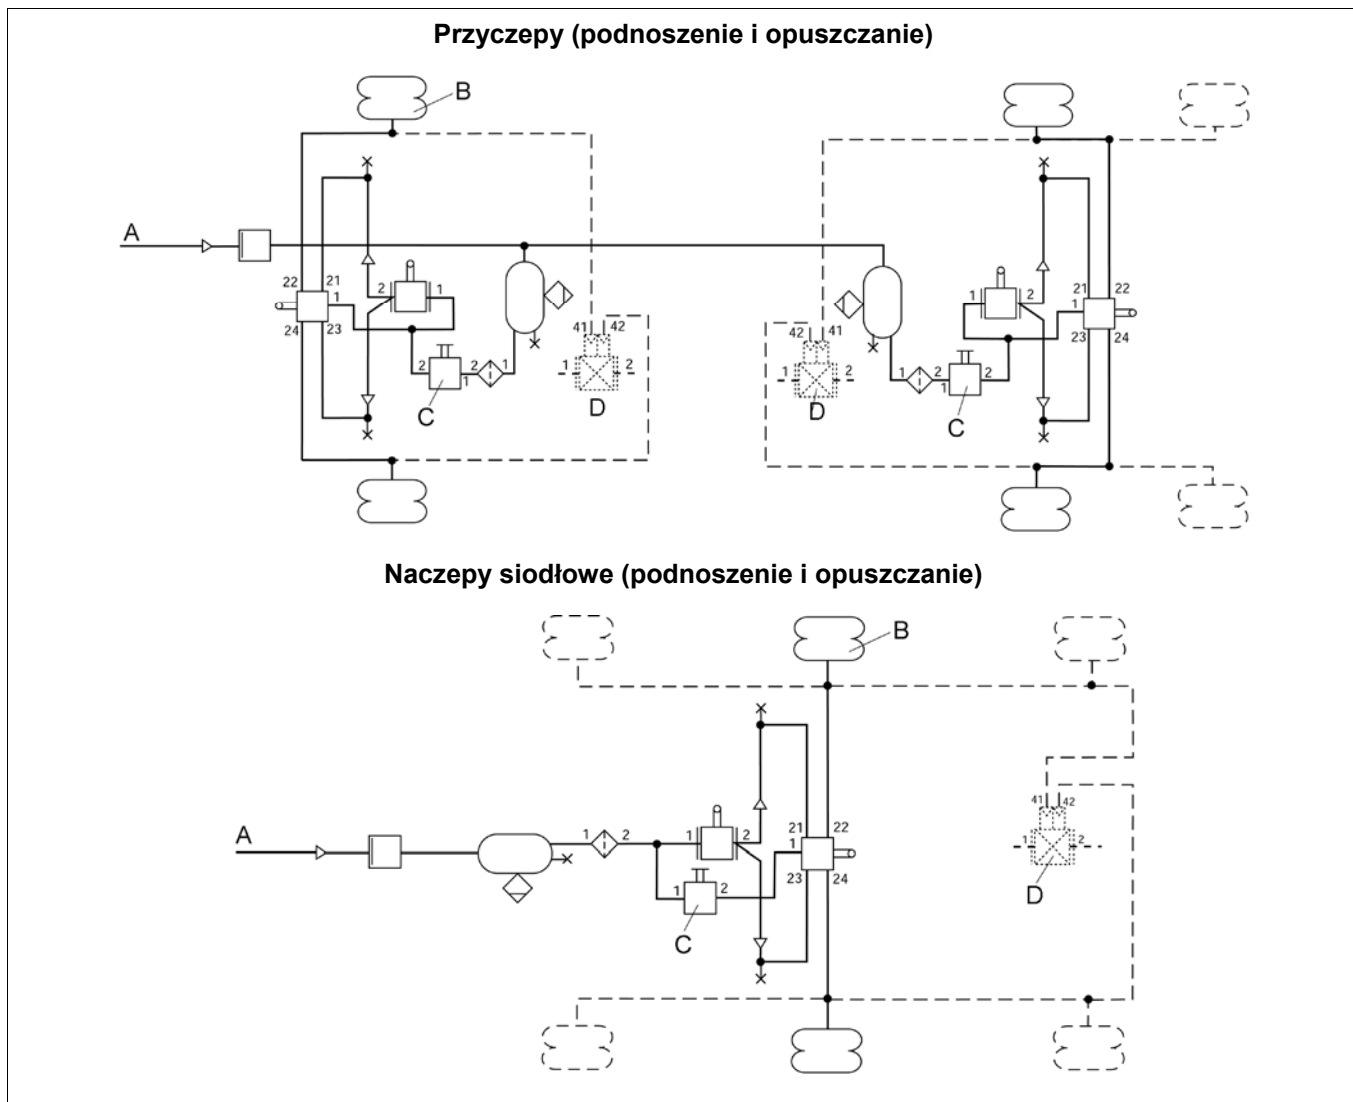 Przyczepy (podnoszenie i opuszczanie)
B
A
22 21
2 1
1
24 23
2 1 1
C
41 42
1 2
D
42 41
1 2
D
1 2 1 2
C
1 2
21 22
1
23 24
Naczepy siodłowe (podnoszenie i opuszczanie)
B
A
1 2
1 2
21 22
1
23 24
1 2
C
41 42
1 2
D